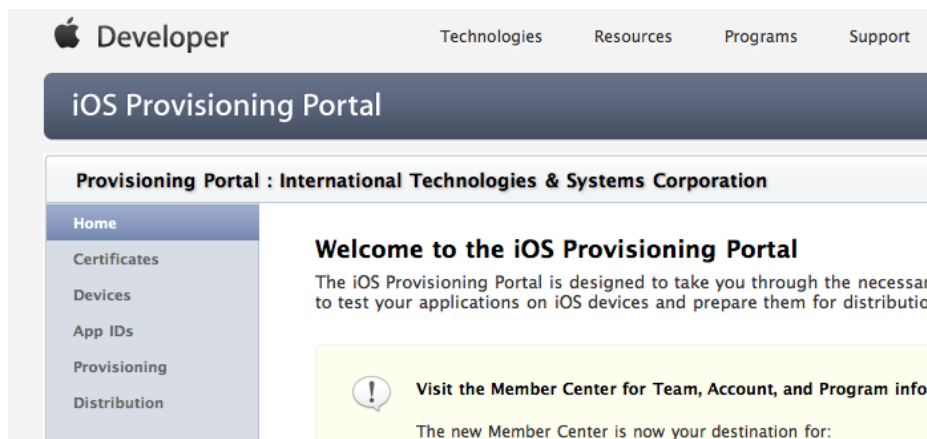 Developer Technologies Resources Programs Support
iOS Provisioning Portal
Provisioning Portal : International Technologies & Systems Corporation
Home
Certificates
Devices
App IDs
Provisioning
Distribution
Welcome to the iOS Provisioning Portal
The iOS Provisioning Portal is designed to take you through the
to test your applications on iOS devices and prepare them for
Visit the Member Center for Team, Account, and Program
The new Member Center is now your destination for: